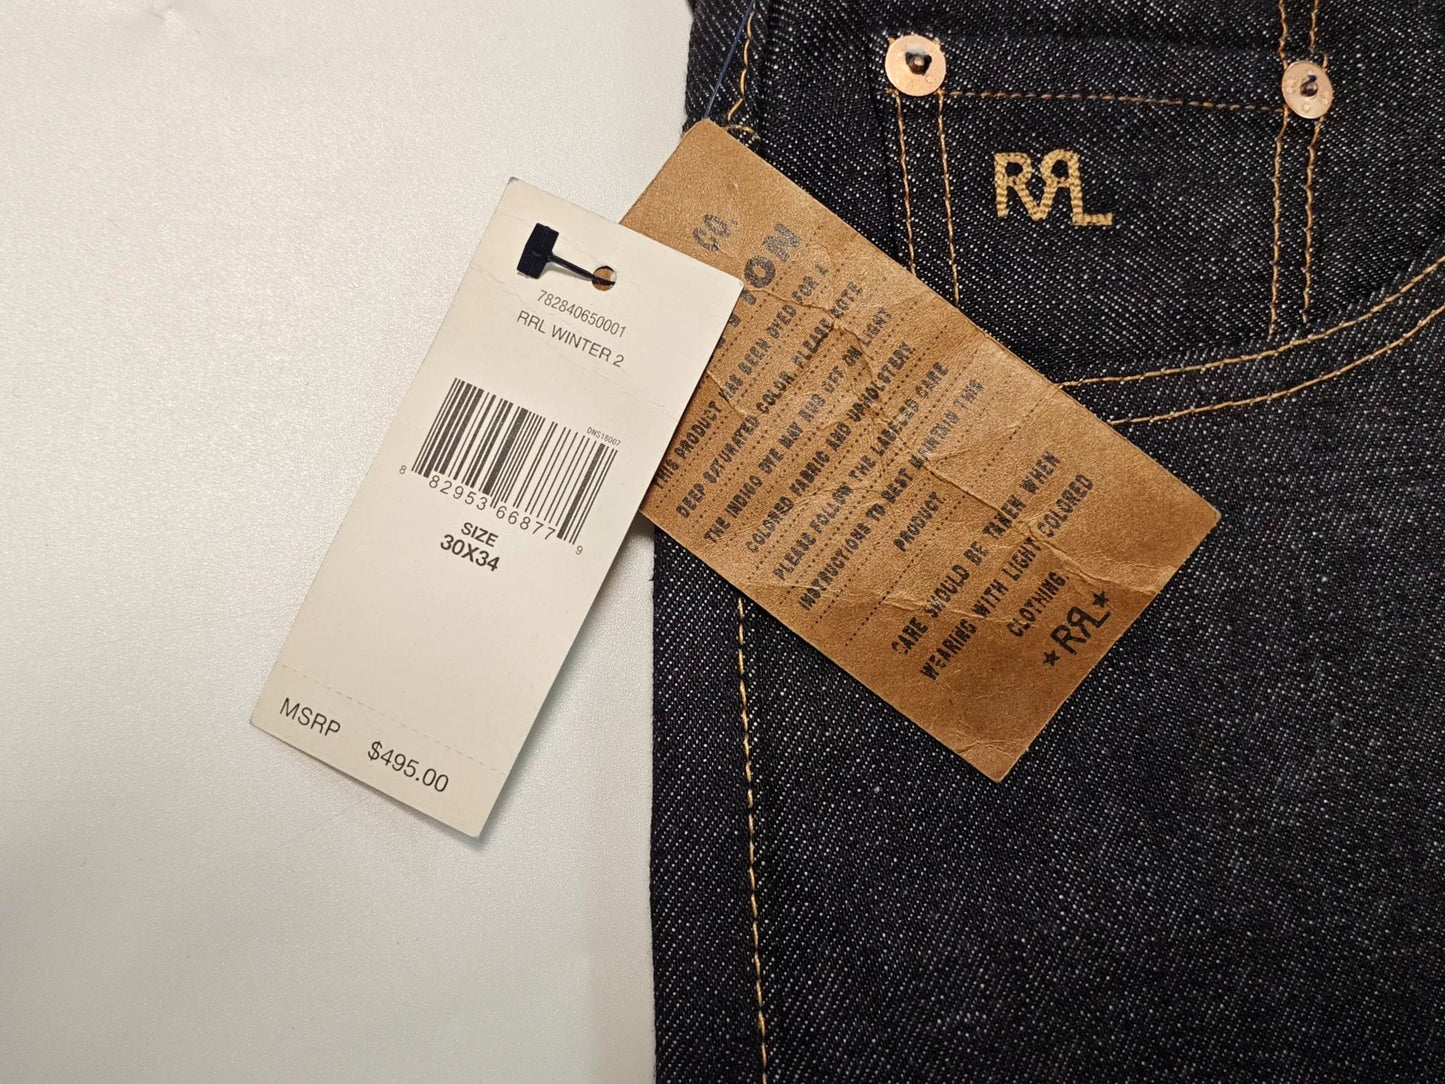 782840650001
RRL WINTER 2
DNS18007
8 82953 66877 9
SIZE
30X34
MSRP $495.00
CO.
THIS PRODUCT HAS BEEN DYED FOR A
DEEP SATURATED COLOR. PLEASE NOTE
THE INDIGO DYE MAY RUB OFF ON LIGHT
COLORED FABRIC AND UPHOLSTERY.
PLEASE FOLLOW THE LABELED CARE
INSTRUCTIONS TO BEST MAINTAIN THIS
PRODUCT.
CARE SHOULD BE TAKEN WHEN
WEARING WITH LIGHT COLORED
CLOTHING.
★RRL★
RRL